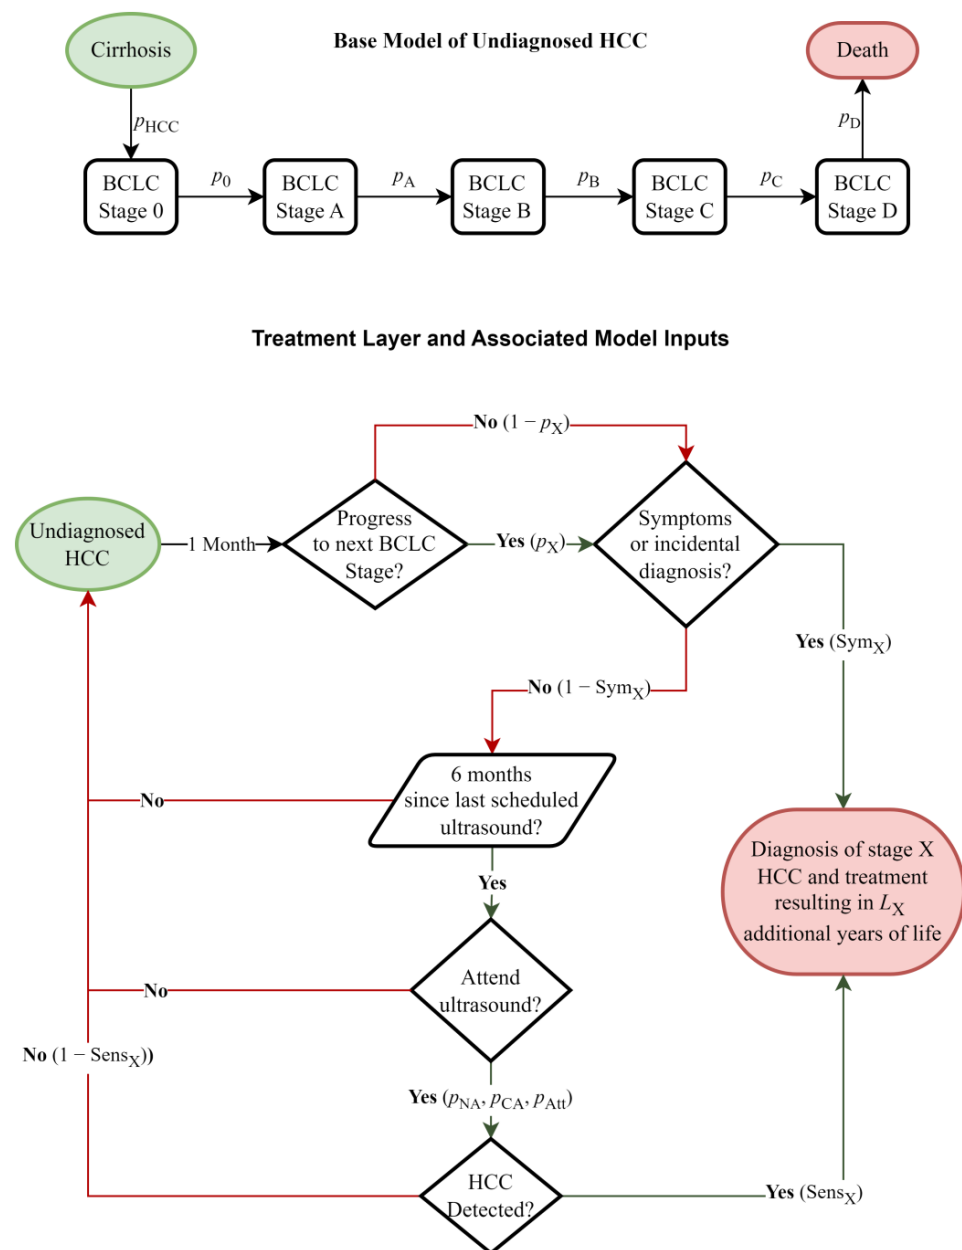 Base Model of Undiagnosed HCC
Cirrhosis
Death
pHCC
pD
BCLC
Stage 0
p0
BCLC
Stage A
pA
BCLC
Stage B
pB
BCLC
Stage C
pC
BCLC
Stage D
Treatment Layer and Associated Model Inputs
No (1 − pX)
Undiagnosed
HCC
1 Month
Progress
to next BCLC
Stage?
Yes (pX)
Symptoms
or incidental
diagnosis?
Yes (SymX)
No (1 − SymX)
6 months
since last scheduled
ultrasound?
No
Yes
Diagnosis of stage X
HCC and treatment
resulting in LX
additional years of life
Attend
ultrasound?
No
No (1 − SensX))
Yes (pNA, pCA, pAtt)
HCC
Detected?
Yes (SensX)